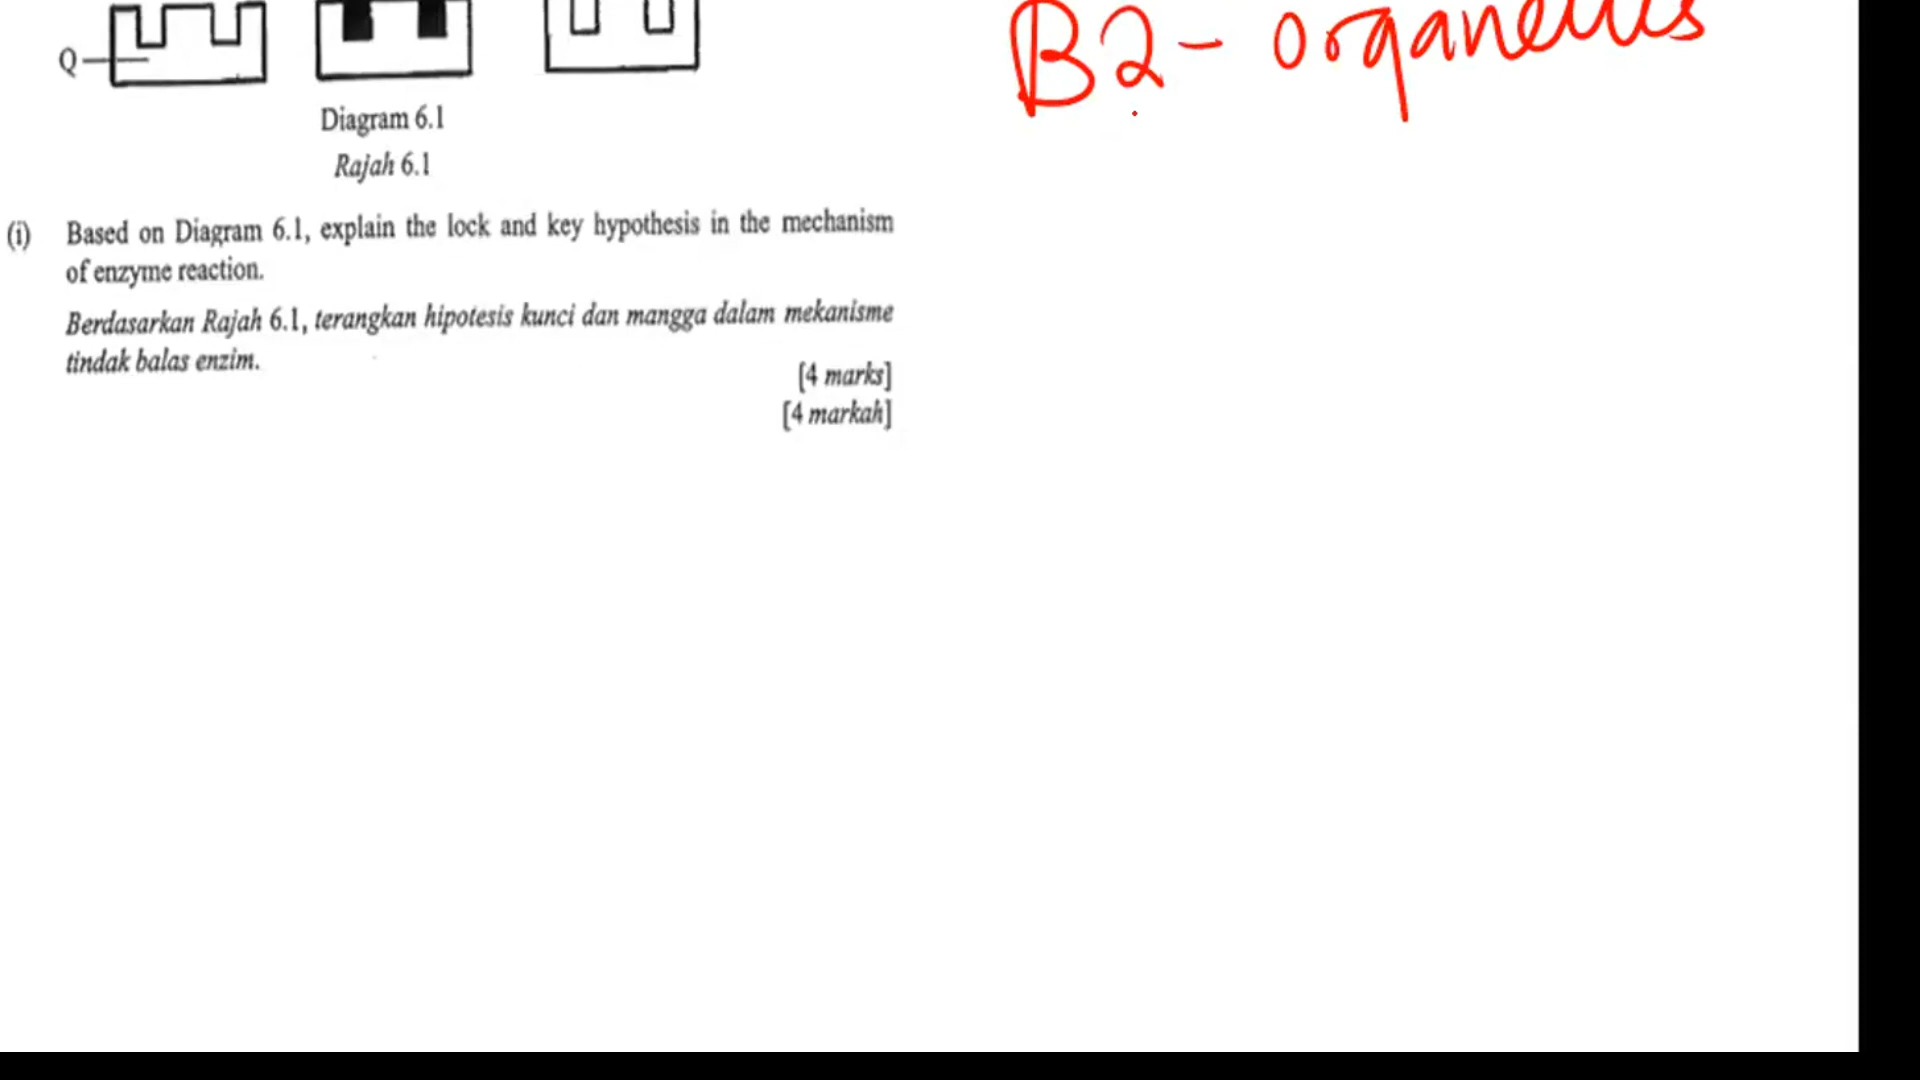 B2 - organelles
Q
Diagram 6.1
Rajah 6.1
(i) Based on Diagram 6.1, explain the lock and key hypothesis in the mechanism
of enzyme reaction.
Berdasarkan Rajah 6.1, terangkan hipotesis kunci dan mangga dalam mekanisme
tindak balas enzim.
[4 marks]
[4 markah]